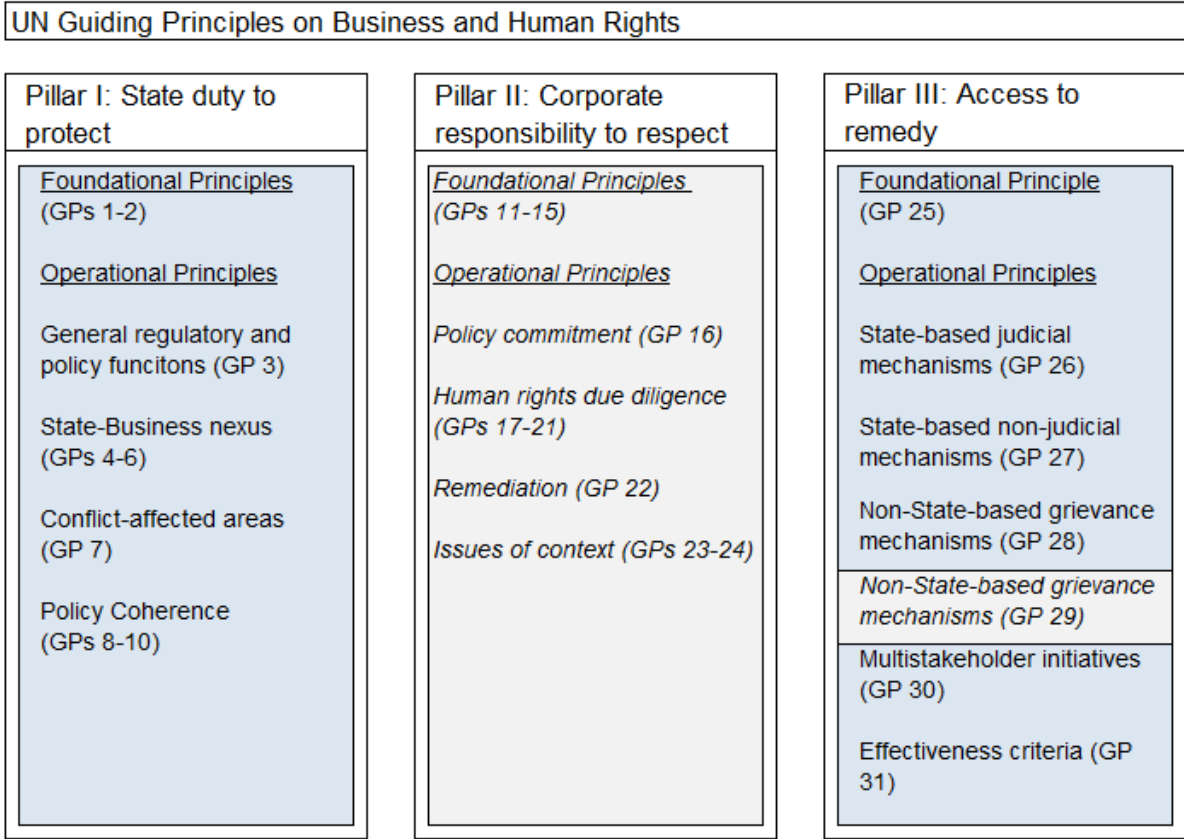 UN Guiding Principles on Business and Human Rights
Pillar I: State duty to
protect
Foundational Principles
(GPs 1-2)
Operational Principles
General regulatory and
policy funcitons (GP 3)
State-Business nexus
(GPs 4-6)
Conflict-affected areas
(GP 7)
Policy Coherence
(GPs 8-10)
Pillar II: Corporate
responsibility to respect
Foundational Principles
(GPs 11-15)
Operational Principles
Policy commitment (GP 16)
Human rights due diligence
(GPs 17-21)
Remediation (GP 22)
Issues of context (GPs 23-24)
Pillar III: Access to
remedy
Foundational Principle
(GP 25)
Operational Principles
State-based judicial
mechanisms (GP 26)
State-based non-judicial
mechanisms (GP 27)
Non-State-based grievance
mechanisms (GP 28)
Non-State-based grievance
mechanisms (GP 29)
Multistakeholder initiatives
(GP 30)
Effectiveness criteria (GP
31)